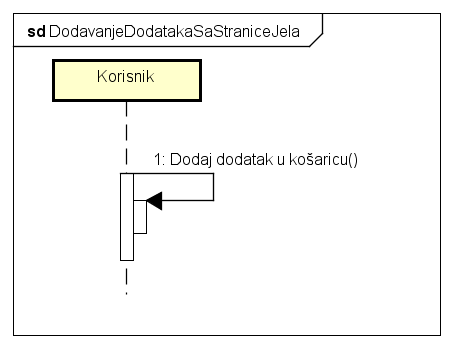 sd DodavanjeDodatakaSaStraniceJela
Korisnik
1: Dodaj dodatak u košaricu()